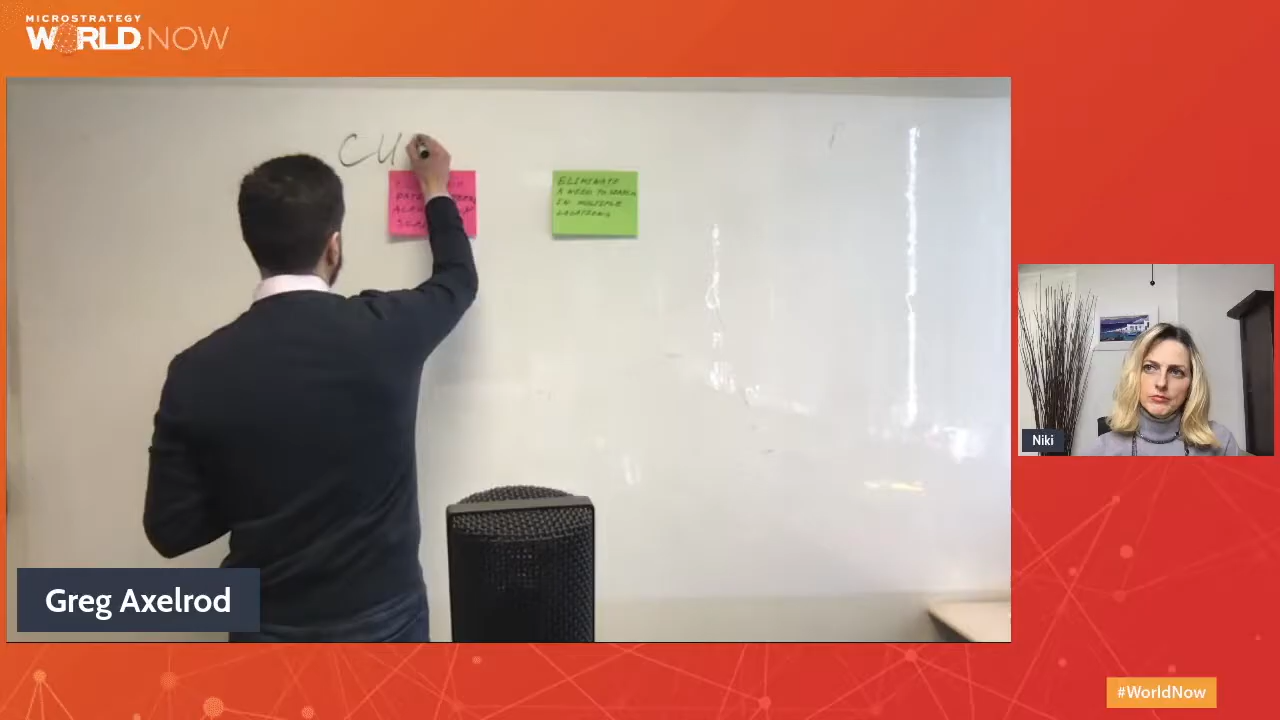 MICROSTRATEGY
WORLD.NOW
CU
ELIMINATE
A NEED TO SEARCH
IN MULTIPLE
LOCATIONS
Niki
Greg Axelrod
#WorldNow